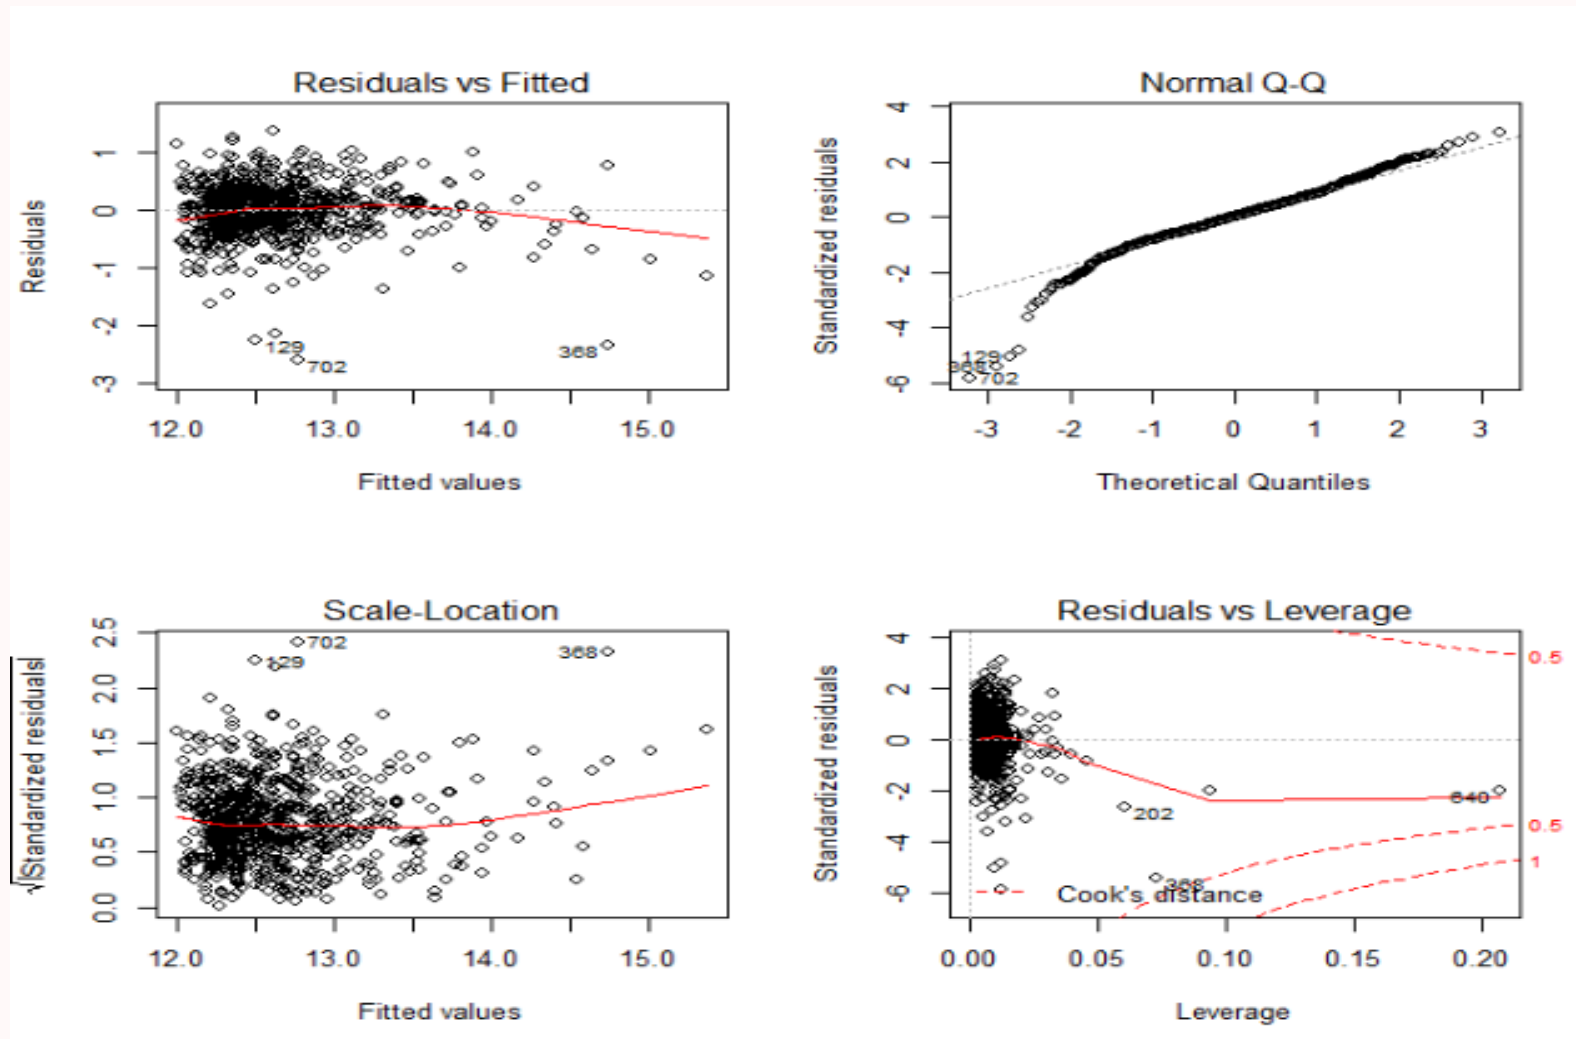 Residuals vs Fitted
Residuals
1
0
-1
-2
-3
129
702
368
12.0 13.0 14.0 15.0
Fitted values
Normal Q-Q
Standardized residuals
4
2
0
-2
-4
-6
129
368
702
-3 -2 -1 0 1 2 3
Theoretical Quantiles
Scale-Location
√|Standardized residuals|
2.5
2.0
1.5
1.0
0.5
0.0
702
129
368
12.0 13.0 14.0 15.0
Fitted values
Residuals vs Leverage
Standardized residuals
4
2
0
-2
-4
-6
0.5
640
202
0.5
1
368
Cook's distance
0.00 0.05 0.10 0.15 0.20
Leverage